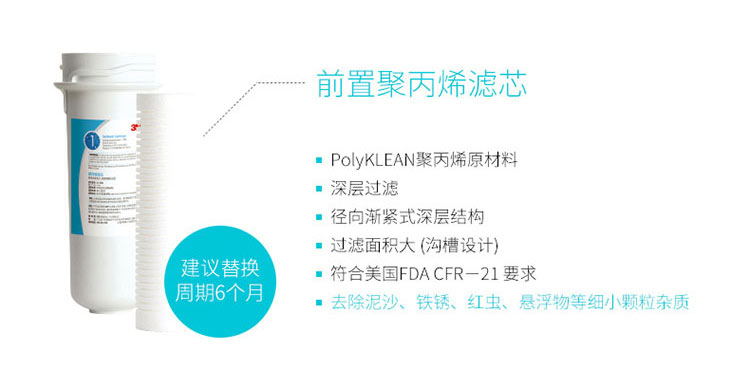 前置聚丙烯滤芯
PolyKLEAN聚丙烯原材料
深层过滤
径向渐紧式深层结构
过滤面积大 (沟槽设计)
符合美国FDA CFR－21 要求
去除泥沙、铁锈、红虫、悬浮物等细小颗粒杂质
建议替换
周期6个月
3M
1